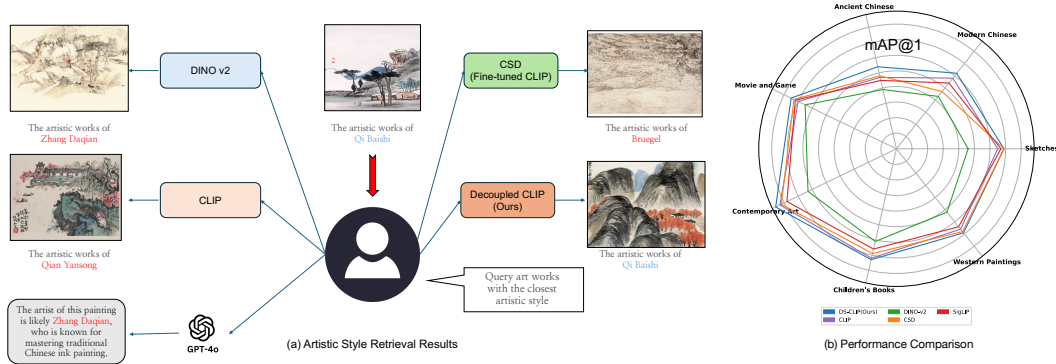 DINO v2
The artistic works of
Zhang Daqian
CLIP
The artistic works of
Qian Yansong
The artist of this painting
is likely Zhang Daqian,
who is known for
mastering traditional
Chinese ink painting.
GPT-4o
The artistic works of
Qi Baishi
Query art works
with the closest
artistic style
CSD
(Fine-tuned CLIP)
The artistic works of
Bruegel
Decoupled CLIP
(Ours)
The artistic works of
Qi Baishi
(a) Artistic Style Retrieval Results
Ancient Chinese
mAP@1
Modern Chinese
Movie and Game
Sketches
Contemporary Art
Western Paintings
Children's Books
DS-CLIP(Ours)
DINO-v2
SigLIP
CLIP
CSD
(b) Performance Comparison